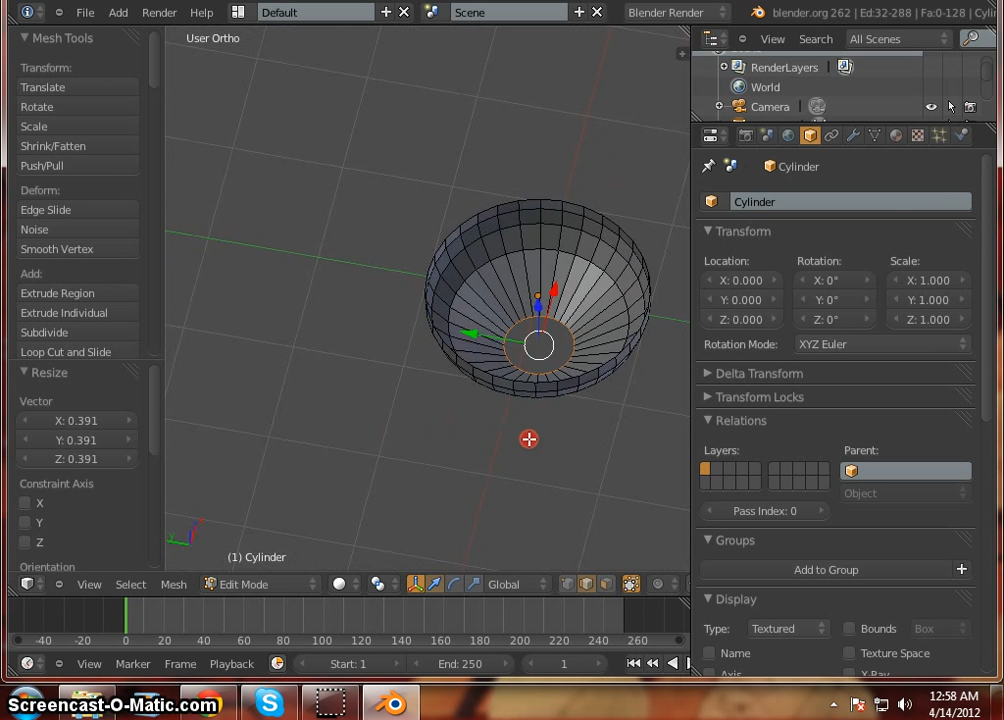 File Add Render Help Default Scene Blender Render blender.org 262 | Ed:32-288 | Fa:0-128 | Cyli
Mesh Tools
Transform:
Translate
Rotate
Scale
Shrink/Fatten
Push/Pull
Deform:
Edge Slide
Noise
Smooth Vertex
Add:
Extrude Region
Extrude Individual
Subdivide
Loop Cut and Slide
Resize
Vector
X: 0.391
Y: 0.391
Z: 0.391
Constraint Axis
X
Y
Z
Orientation
User Ortho
(1) Cylinder
View Select Mesh Edit Mode Global
-40 -20 0 20 40 60 80 100 120 140 160 180 200 220 240 260
View Marker Frame Playback Start: 1 End: 250 1
View Search All Scenes
RenderLayers
World
Camera
Cylinder
Cylinder
Transform
Location: Rotation: Scale:
X: 0.000 X: 0° X: 1.000
Y: 0.000 Y: 0° Y: 1.000
Z: 0.000 Z: 0° Z: 1.000
Rotation Mode: XYZ Euler
Delta Transform
Transform Locks
Relations
Layers: Parent:
Object
Pass Index: 0
Groups
Add to Group
Display
Type: Textured Bounds Box
Name Texture Space
Axis X-Ray
Screencast-O-Matic.com
12:58 AM
4/14/2012